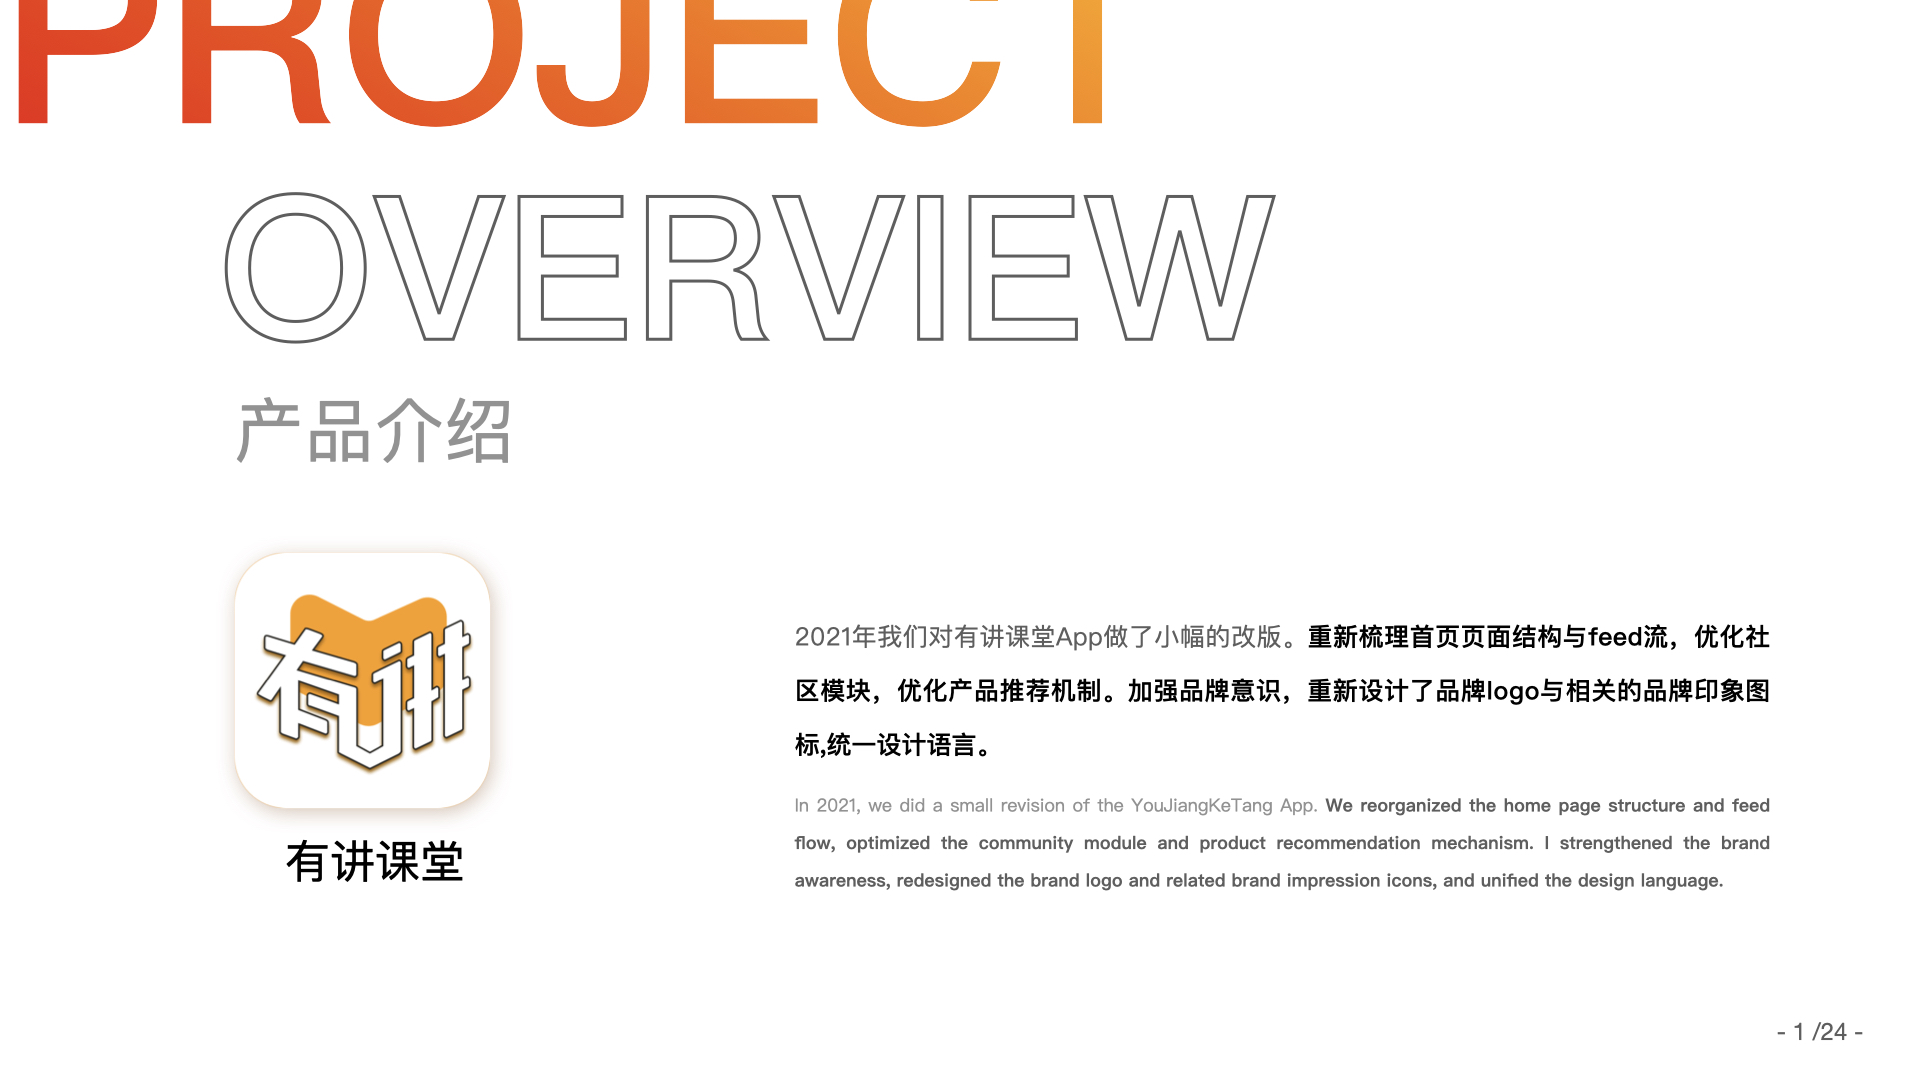 PROJECT
OVERVIEW
产品介绍
有讲
有讲课堂
2021年我们对有讲课堂App做了小幅的改版。重新梳理首页页面结构与feed流，优化社
区模块，优化产品推荐机制。加强品牌意识，重新设计了品牌logo与相关的品牌印象图
标,统一设计语言。
In 2021, we did a small revision of the YouJiangKeTang App. We reorganized the home page structure and feed
flow, optimized the community module and product recommendation mechanism. I strengthened the brand
awareness, redesigned the brand logo and related brand impression icons, and unified the design language.
- 1 /24 -